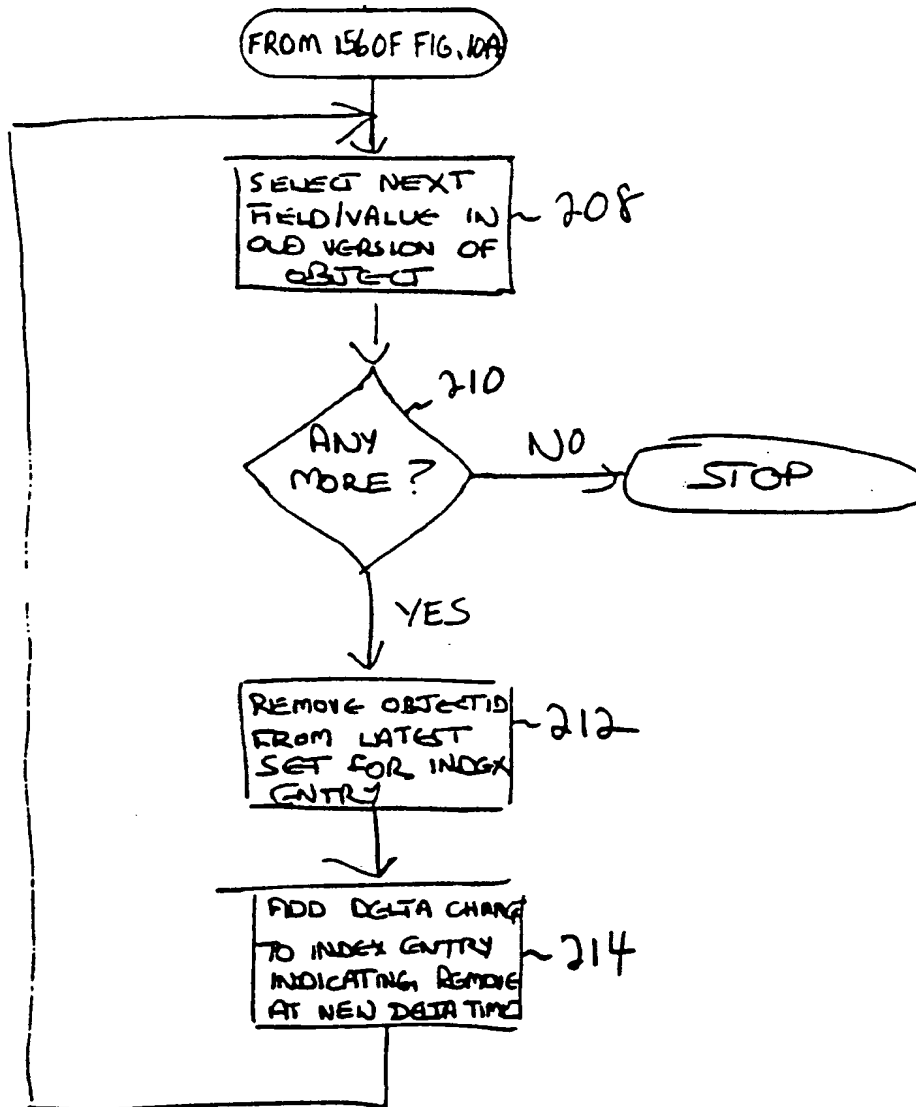 FROM 156 OF FIG. 10A
SELECT NEXT
FIELD/VALUE IN
OLD VERSION OF
OBJECT
~ 208
~ 210
ANY
MORE?
NO
STOP
YES
REMOVE OBJECTID
FROM LATEST
SET FOR INDEX
ENTRY
~ 212
ADD DELTA CHANGE
TO INDEX ENTRY
INDICATING REMOVE
AT NEW DELTA TIME
~ 214